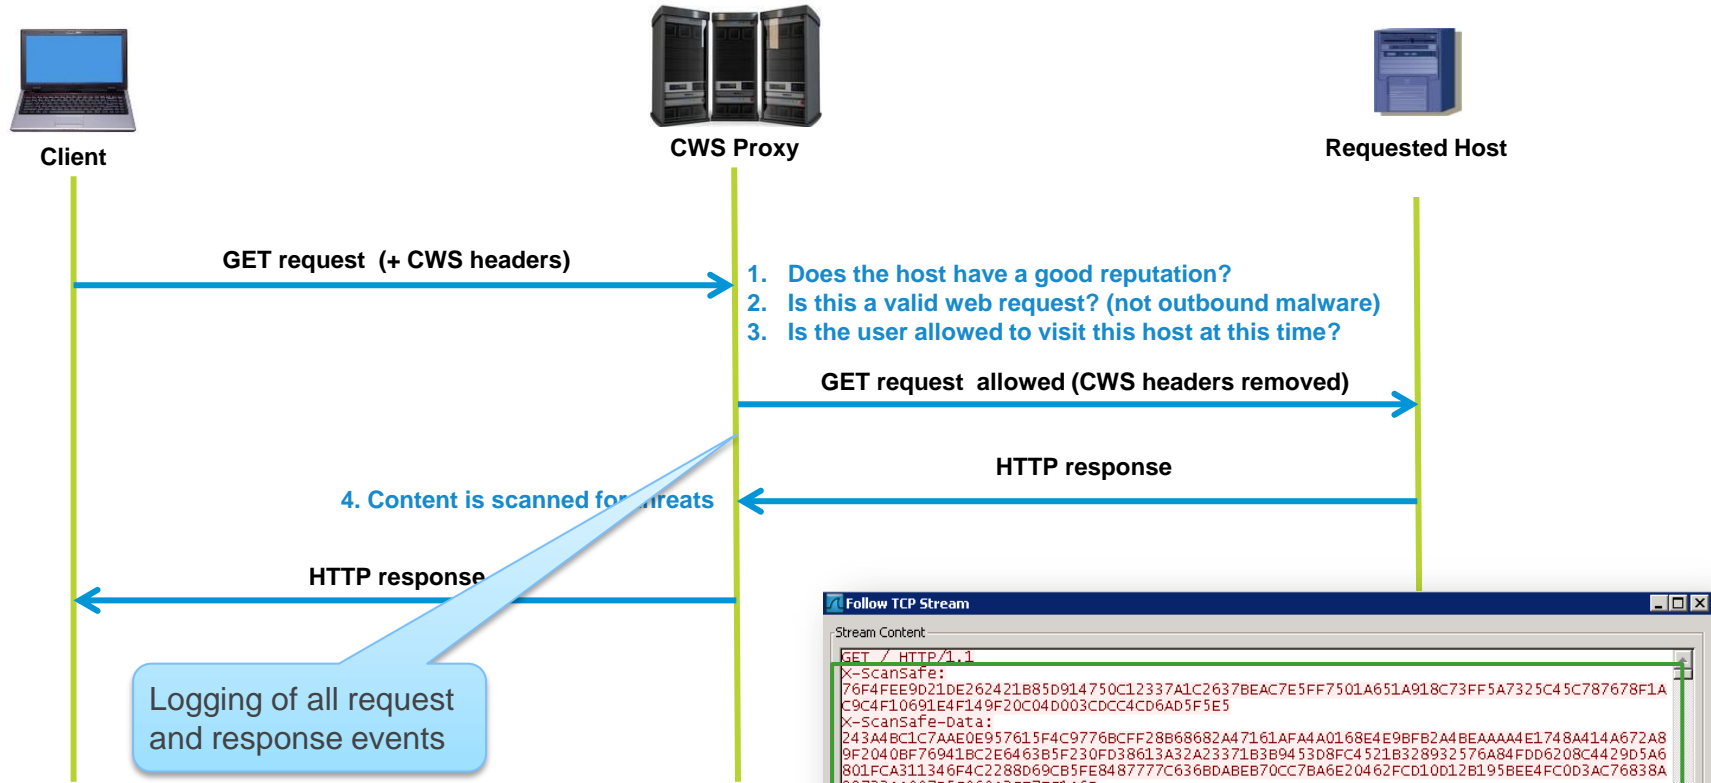 Client
CWS Proxy
Requested Host
GET request (+ CWS headers)
1. Does the host have a good reputation?
2. Is this a valid web request? (not outbound malware)
3. Is the user allowed to visit this host at this time?
GET request allowed (CWS headers removed)
HTTP response
4. Content is scanned for threats
HTTP response
Logging of all request
and response events
Follow TCP Stream
Stream Content
GET / HTTP/1.1
X-ScanSafe:
76F4FEE9D21DE262421B85D914750C12337A1C2637BEAC7E5FF7501A651A918C73FF5A7325C45C787678F1A
C9C4F10691E4F149F20C04D003CDCC4CD6AD5F5E5
X-ScanSafe-Data:
243A4BC1C7AAE0E957615F4C9776BCFF28B68682A47161AFA4A0168E4E9BFB2A4BEAAAA4E1748A414A672A8
9F2040BF76941BC2E6463B5F230FD38613A32A23371B3B9453D8FC4521B328932576A84FDD6208C4429D5A6
801FCA311346F4C2288D69CB5FE8487777C636BDABEB70CC7BA6E20462FCD10D12B195BEE4FC0D3AC76838A